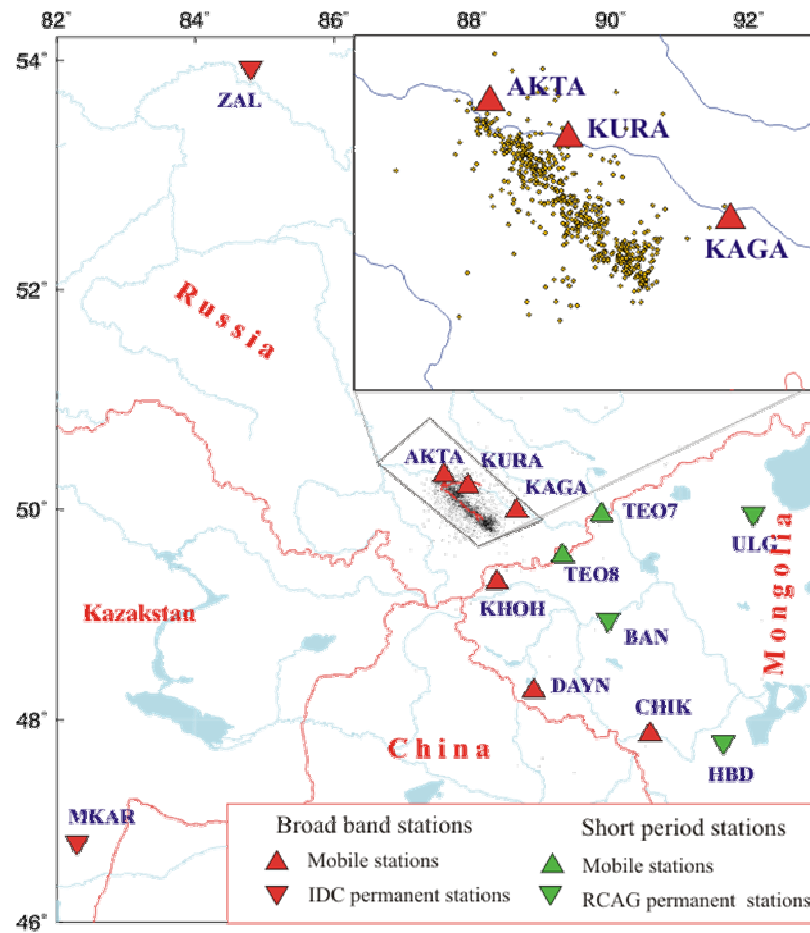 82° 84° 86° 88° 90° 92°
54°
ZAL
AKTA
KURA
KAGA
52°
Russia
AKTA
KURA
KAGA
50°
TEO7
ULG
TEO8
KHOH
Kazakstan
Mongolia
BAN
DAYN
CHIK
48°
China
HBD
MKAR
Broad band stations
Mobile stations
IDC permanent stations
Short period stations
Mobile stations
RCAG permanent stations
46°